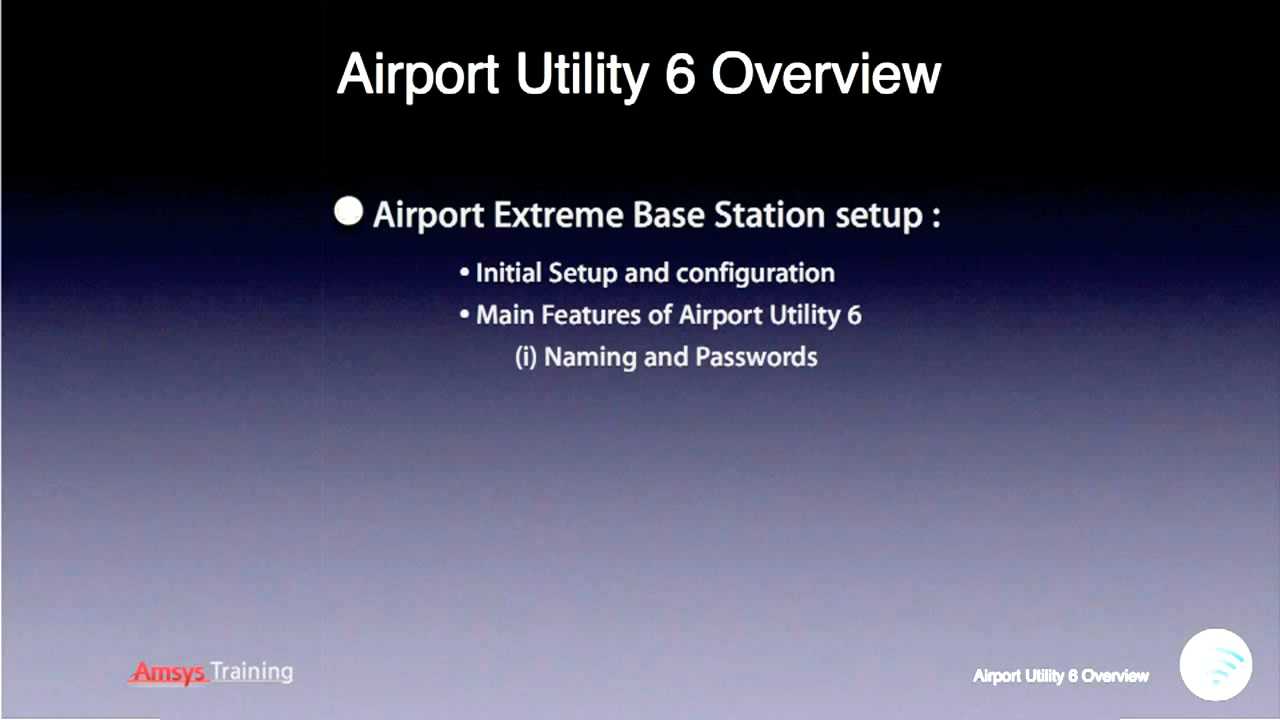 Airport Utility 6 Overview
Airport Extreme Base Station setup :
• Initial Setup and configuration
• Main Features of Airport Utility 6
(i) Naming and Passwords
Amsys Training
Airport Utility 6 Overview